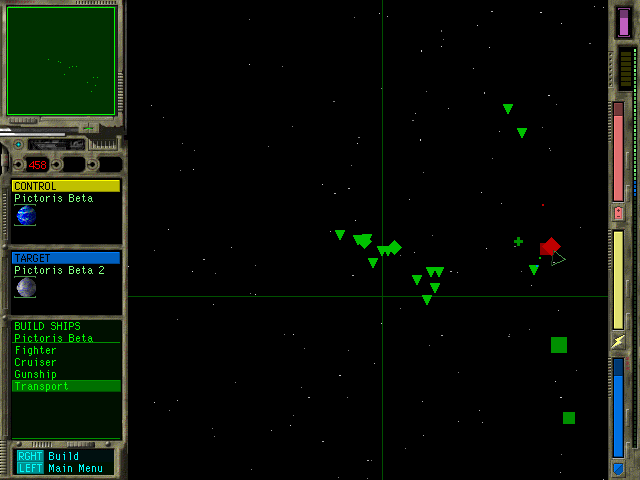 458
CONTROL
Pictoris Beta
TARGET
Pictoris Beta 2
BUILD SHIPS
Pictoris Beta
Fighter
Cruiser
Gunship
Transport
RGHT Build
LEFT Main Menu